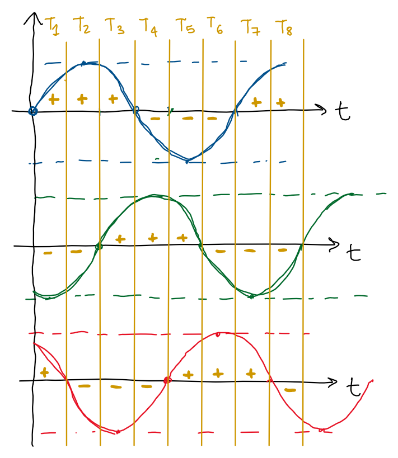 T1 T2 T3 T4 T5 T6 T7 T8
+ + + - - - + + t
- - + + + - - - t
+ - - - + + + - t